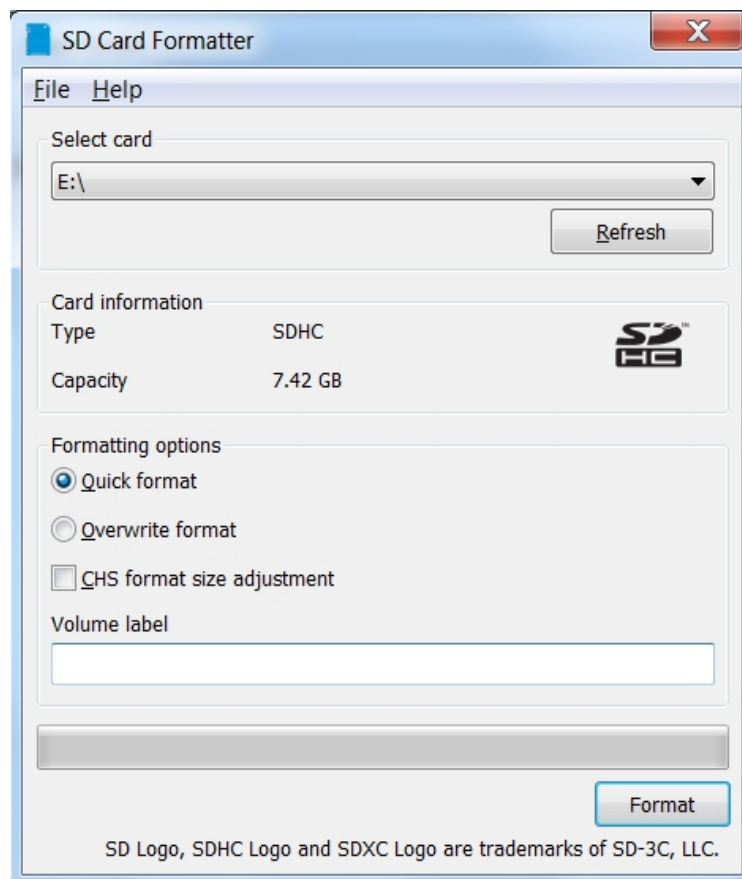 SD Card Formatter
File Help
Select card
E:\
Refresh
Card information
Type SDHC
Capacity 7.42 GB
SD HC
Formatting options
Quick format
Overwrite format
CHS format size adjustment
Volume label
Format
SD Logo, SDHC Logo and SDXC Logo are trademarks of SD-3C, LLC.